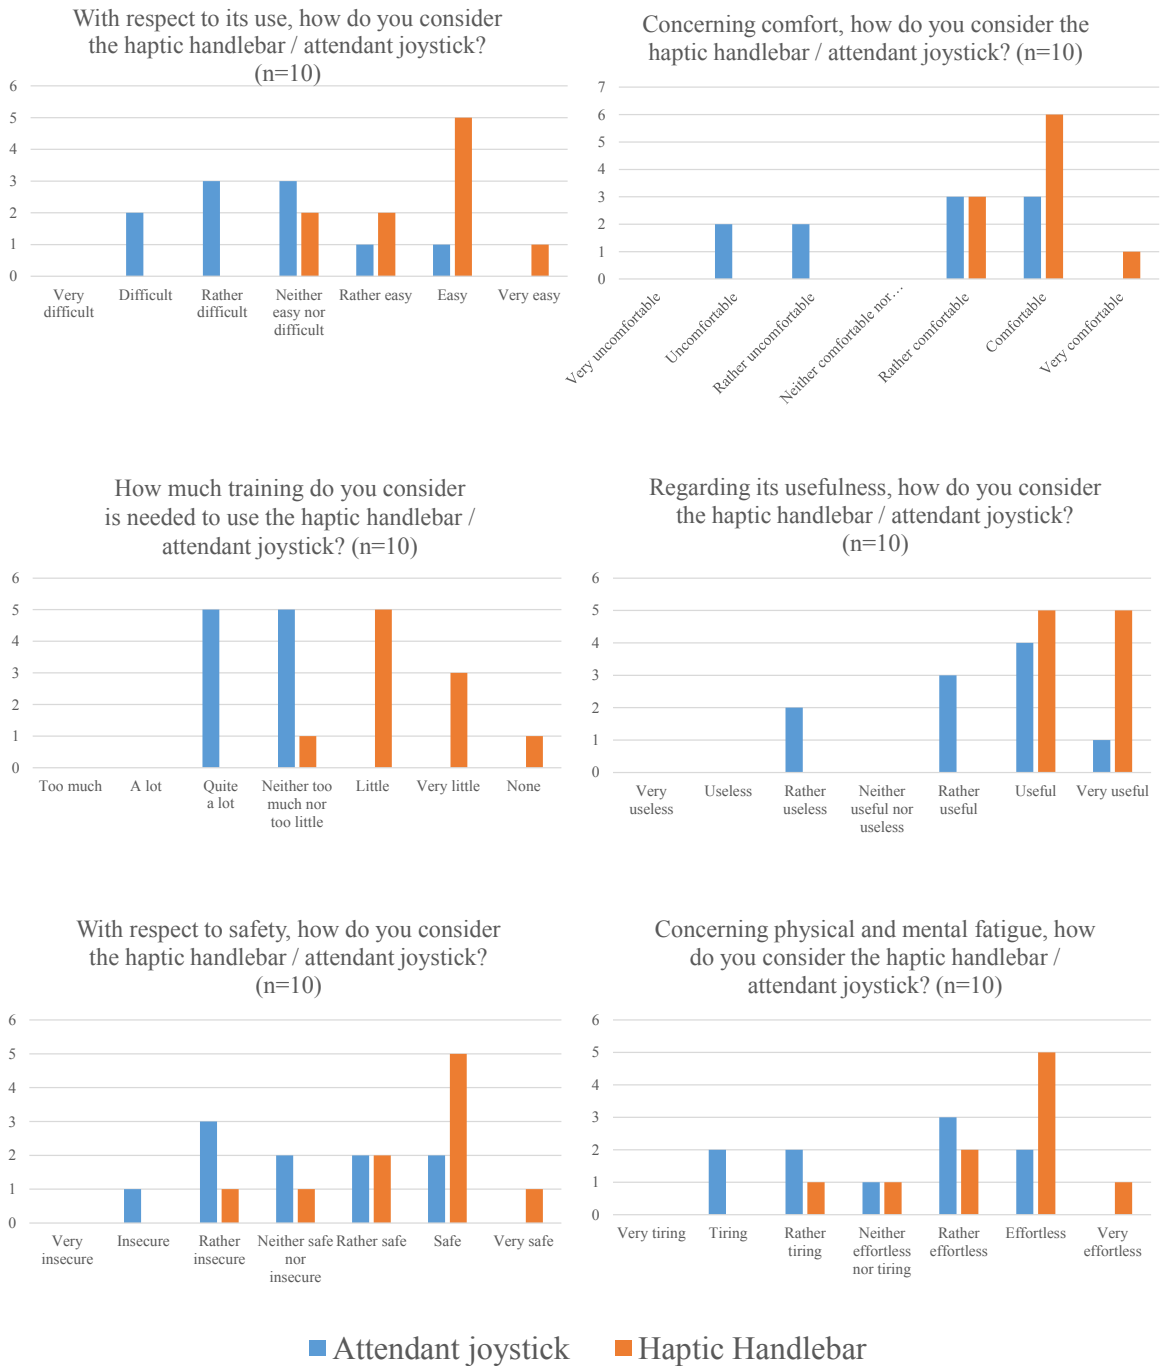 With respect to its use, how do you consider
the haptic handlebar / attendant joystick?
(n=10)
6
5
4
3
2
1
0
Very
difficult
Difficult
Rather
difficult
Neither
easy nor
difficult
Rather easy
Easy
Very easy
Concerning comfort, how do you consider the
haptic handlebar / attendant joystick? (n=10)
7
6
5
4
3
2
1
0
Very uncomfortable
Uncomfortable
Rather uncomfortable
Neither comfortable nor…
Rather comfortable
Comfortable
Very comfortable
How much training do you consider
is needed to use the haptic handlebar /
attendant joystick? (n=10)
6
5
4
3
2
1
0
Too much
A lot
Quite
a lot
Neither too
much nor
too little
Little
Very little
None
Regarding its usefulness, how do you consider
the haptic handlebar / attendant joystick?
(n=10)
6
5
4
3
2
1
0
Very
useless
Useless
Rather
useless
Neither
useful nor
useless
Rather
useful
Useful
Very useful
With respect to safety, how do you consider
the haptic handlebar / attendant joystick?
(n=10)
6
5
4
3
2
1
0
Very
insecure
Insecure
Rather
insecure
Neither safe
nor
insecure
Rather safe
Safe
Very safe
Concerning physical and mental fatigue, how
do you consider the haptic handlebar /
attendant joystick? (n=10)
6
5
4
3
2
1
0
Very tiring
Tiring
Rather
tiring
Neither
effortless
nor tiring
Rather
effortless
Effortless
Very
effortless
Attendant joystick
Haptic Handlebar